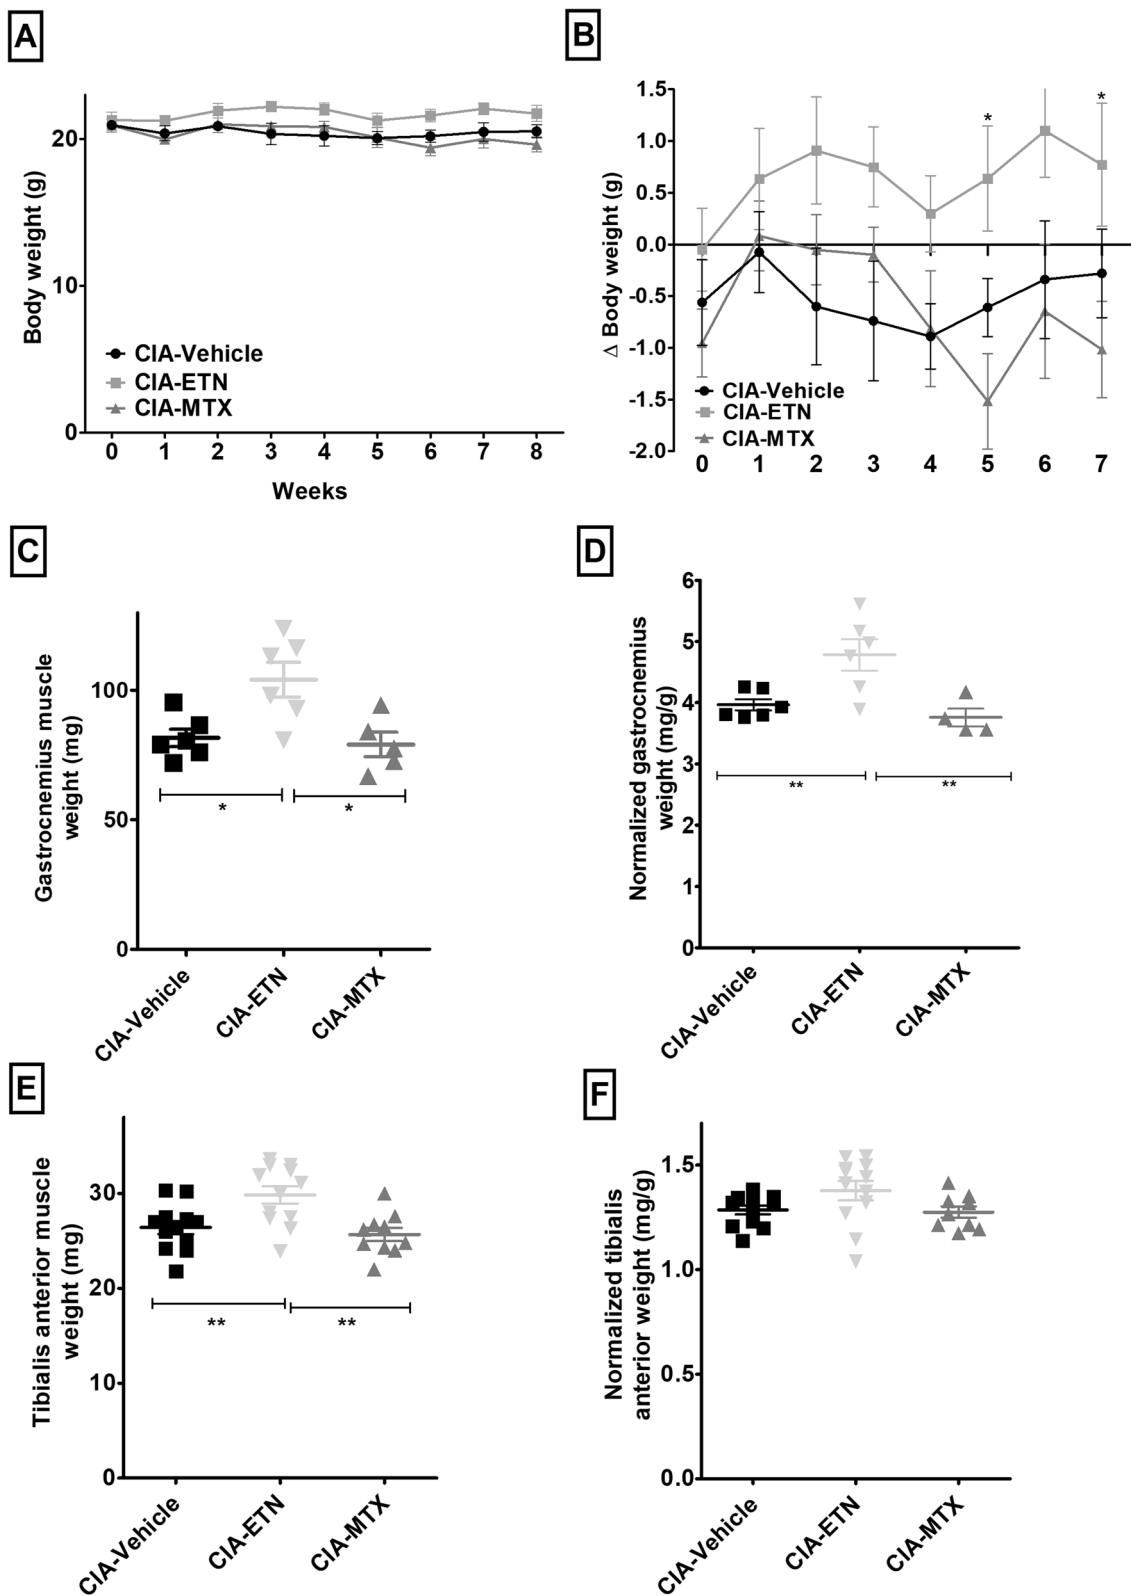 A
Body weight (g)
20
10
0
CIA-Vehicle
CIA-ETN
CIA-MTX
0 1 2 3 4 5 6 7 8
Weeks
B
Δ Body weight (g)
1.5
1.0
0.5
0.0
-0.5
-1.0
-1.5
-2.0
*
*
CIA-Vehicle
CIA-ETN
CIA-MTX
0 1 2 3 4 5 6 7
C
Gastrocnemius muscle
weight (mg)
100
50
0
* *
CIA-Vehicle
CIA-ETN
CIA-MTX
D
Normalized gastrocnemius
weight (mg/g)
6
5
4
3
2
1
0
** **
CIA-Vehicle
CIA-ETN
CIA-MTX
E
Tibialis anterior muscle
weight (mg)
30
20
10
0
** **
CIA-Vehicle
CIA-ETN
CIA-MTX
F
Normalized tibialis
anterior weight (mg/g)
1.5
1.0
0.5
0.0
CIA-Vehicle
CIA-ETN
CIA-MTX